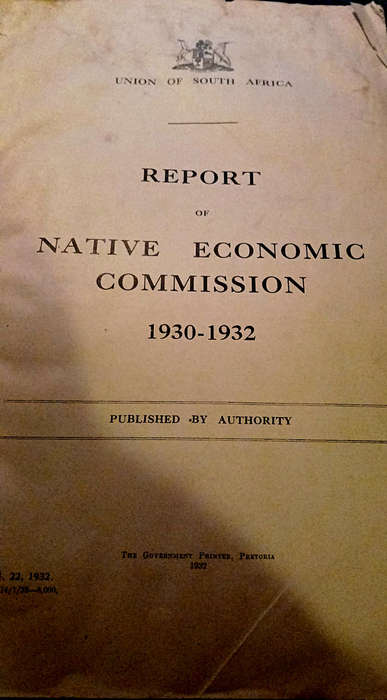 UNION OF SOUTH AFRICA
REPORT
OF
NATIVE ECONOMIC
COMMISSION
1930-1932
PUBLISHED BY AUTHORITY
THE GOVERNMENT PRINTER, PRETORIA
1932
22, 1932.